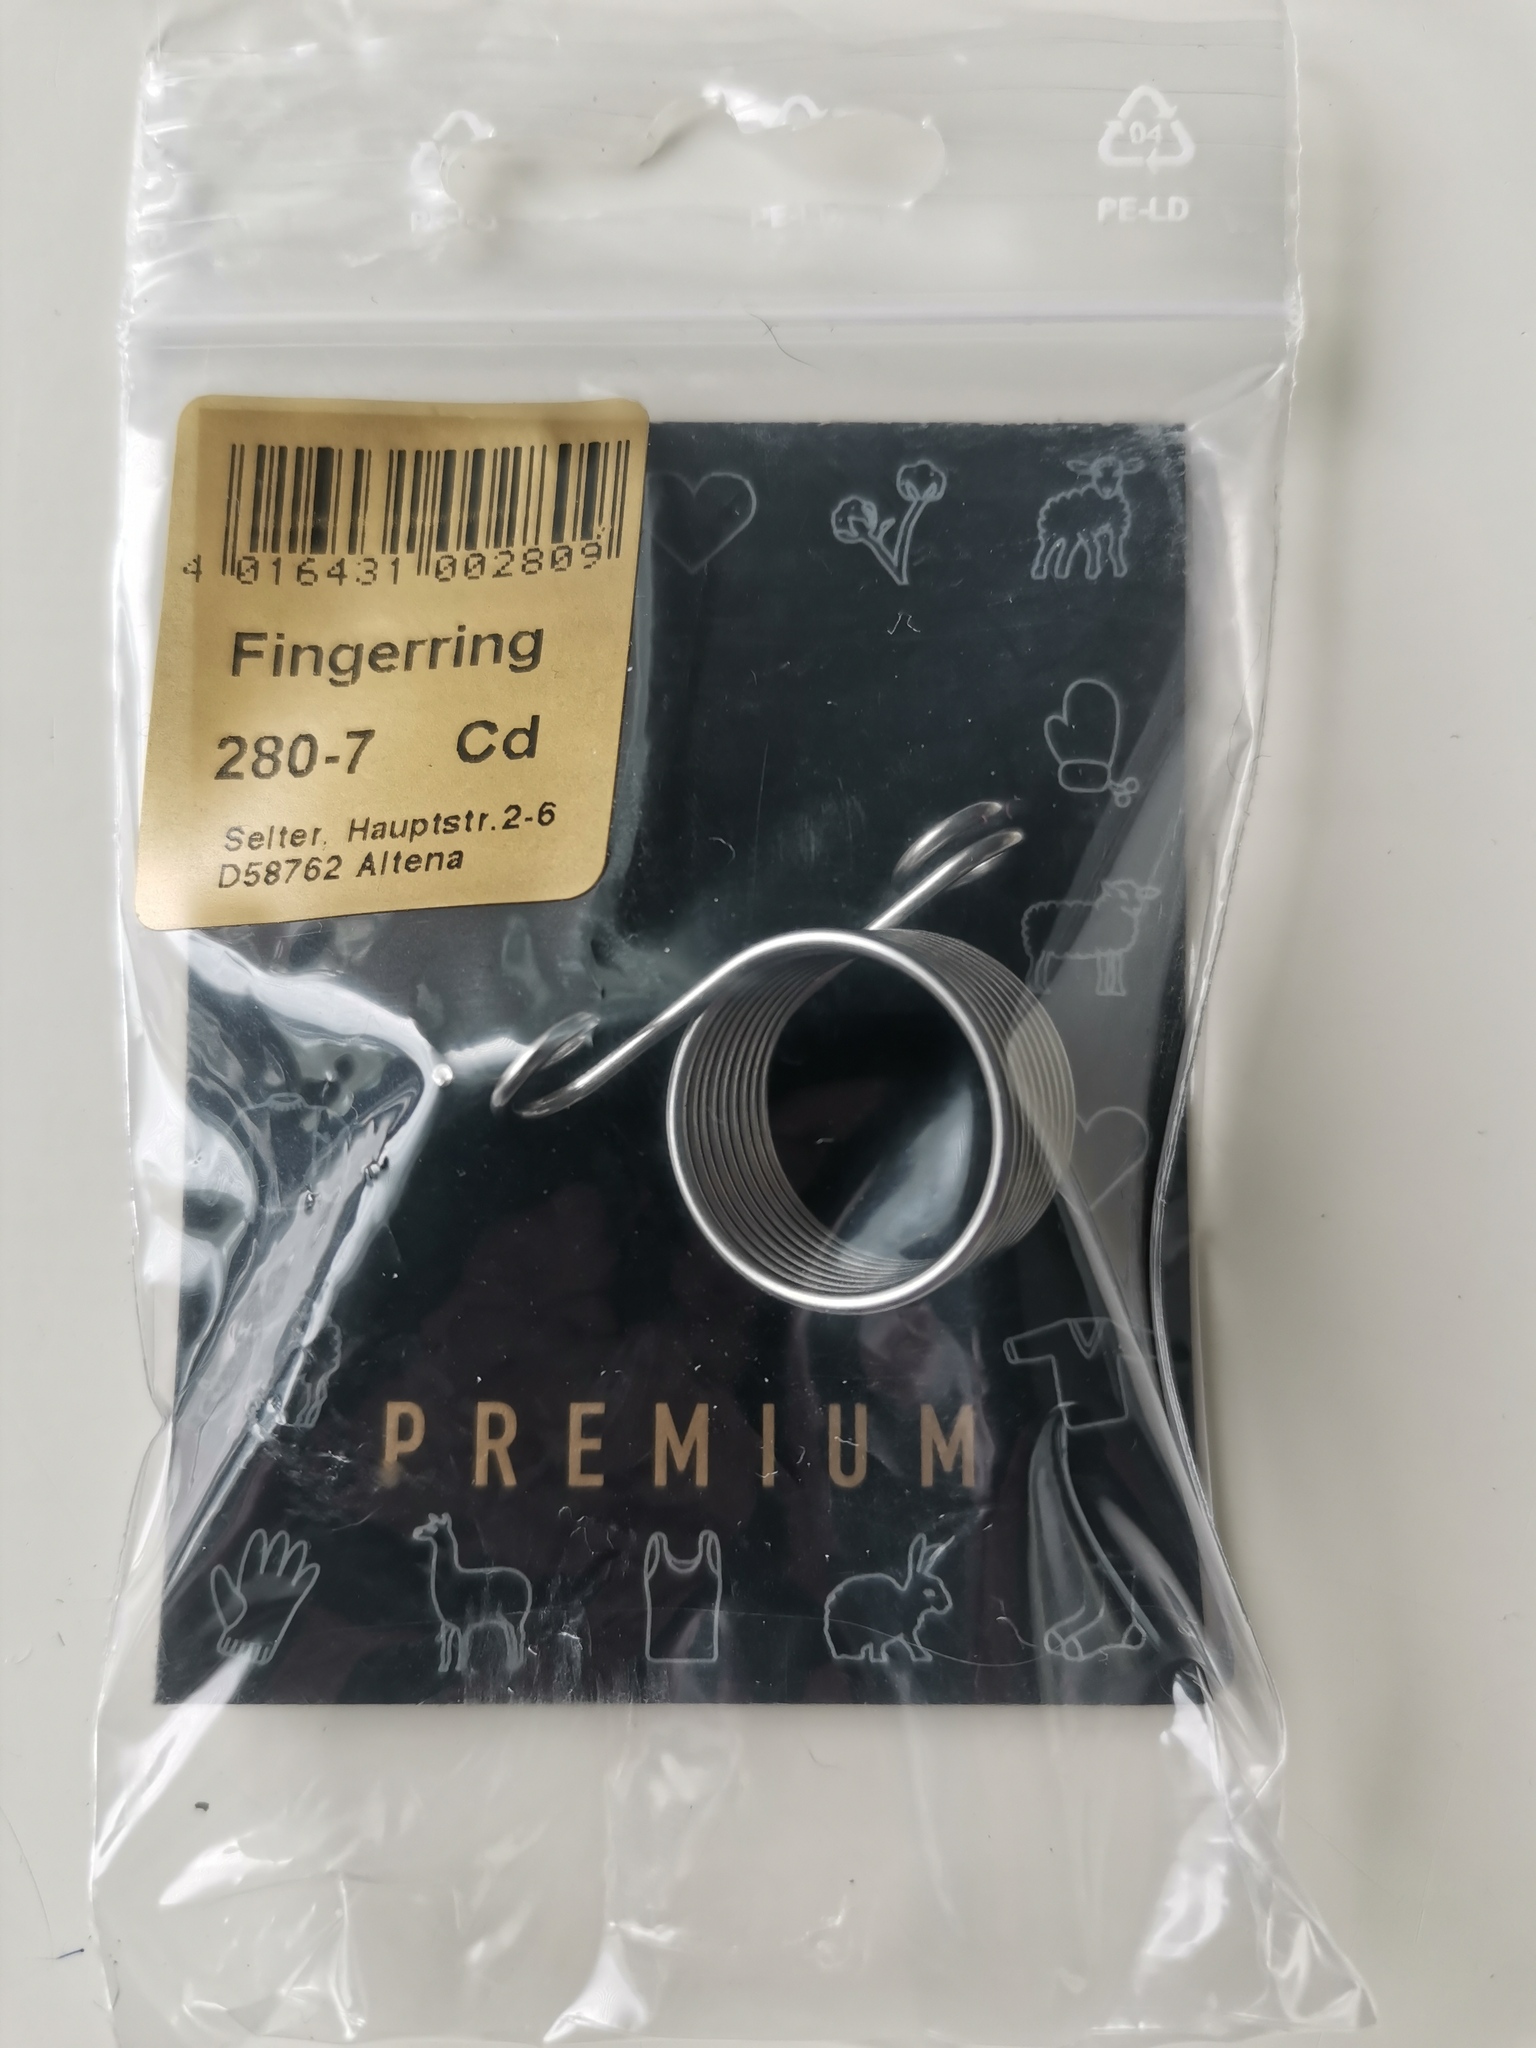 04
PE-LD
4 016431 002809
Fingerring
280-7 Cd
Selter, Hauptstr.2-6
D58762 Altena
PREMIUM